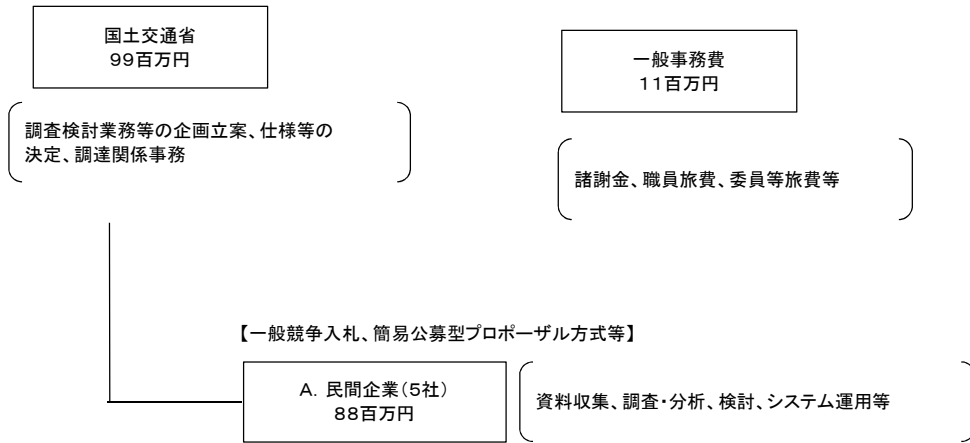 国土交通省
99百万円
一般事務費
11百万円
調査検討業務等の企画立案、仕様等の
決定、調達関係事務
諸謝金、職員旅費、委員等旅費等
【一般競争入札、簡易公募型プロポーザル方式等】
A. 民間企業(5社)
88百万円
資料収集、調査・分析、検討、システム運用等